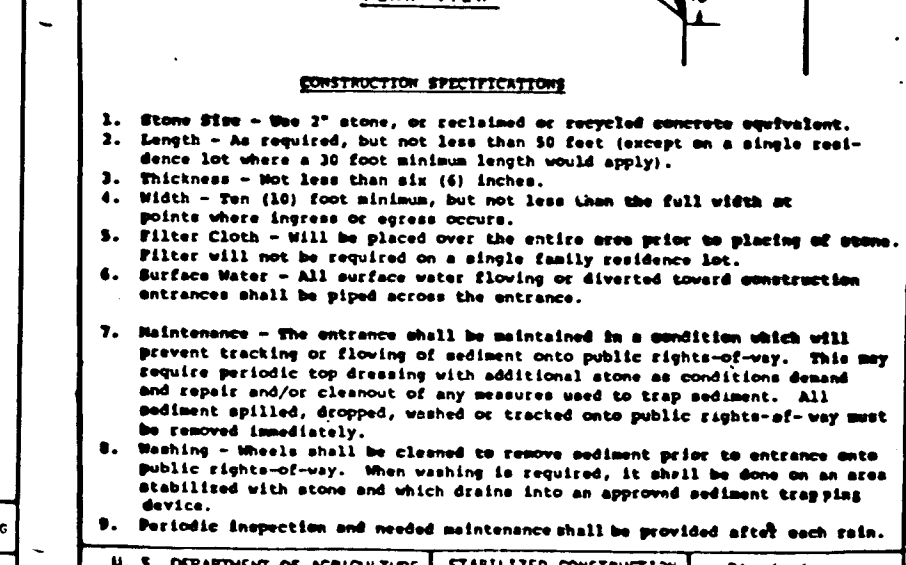 CONSTRUCTION SPECIFICATIONS
1. Stone Size - Use 2" stone, or reclaimed or recycled concrete equivalent.
2. Length - As required, but not less than 50 feet (except on a single resi-
dence lot where a 30 foot minimum length would apply).
3. Thickness - Not less than six (6) inches.
4. Width - Ten (10) foot minimum, but not less than the full width at
points where ingress or egress occurs.
5. Filter Cloth - Will be placed over the entire area prior to placing of stone.
Filter will not be required on a single family residence lot.
6. Surface Water - All surface water flowing or diverted toward construction
entrances shall be piped across the entrance.
7. Maintenance - The entrance shall be maintained in a condition which will
prevent tracking or flowing of sediment onto public rights-of-way. This may
require periodic top dressing with additional stone as conditions demand
and repair and/or cleanout of any measures used to trap sediment. All
sediment spilled, dropped, washed or tracked onto public rights-of-way must
be removed immediately.
8. Washing - Wheels shall be cleaned to remove sediment prior to entrance onto
public rights-of-way. When washing is required, it shall be done on an area
stabilized with stone and which drains into an approved sediment trapping
device.
9. Periodic inspection and needed maintenance shall be provided after each rain.
G
U. S. DEPARTMENT OF AGRICULTURE
STABILIZED CONSTRUCTION